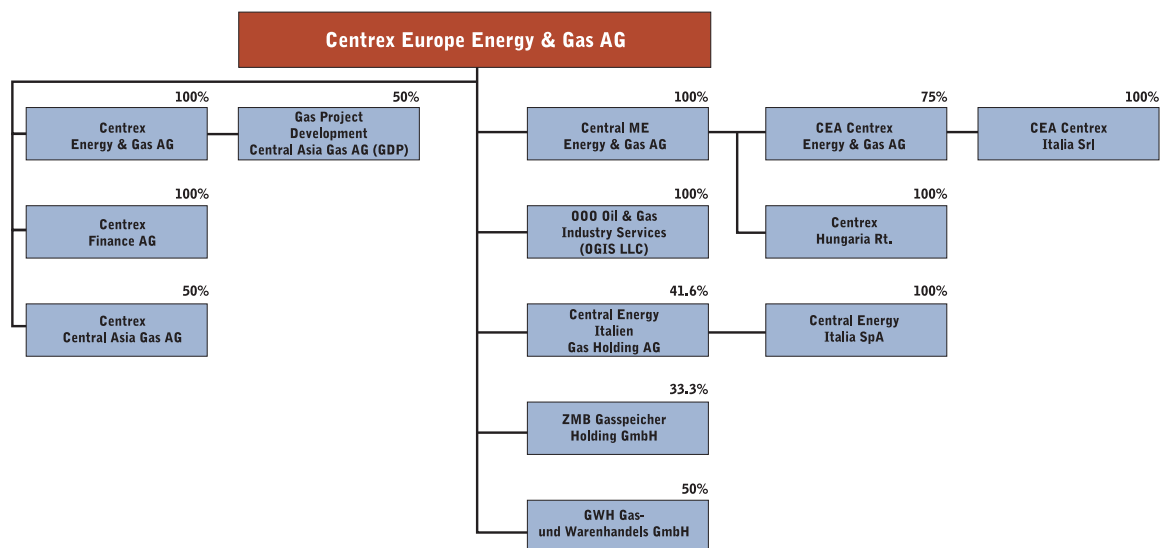 Centrex Europe Energy & Gas AG
100%
Centrex
Energy & Gas AG
50%
Gas Project
Development
Central Asia Gas AG (GDP)
100%
Centrex
Finance AG
50%
Centrex
Central Asia Gas AG
100%
Central ME
Energy & Gas AG
75%
CEA Centrex
Energy & Gas AG
100%
CEA Centrex
Italia Srl
100%
OOO Oil & Gas
Industry Services
(OGIS LLC)
100%
Centrex
Hungaria Rt.
41.6%
Central Energy
Italien
Gas Holding AG
100%
Central Energy
Italia SpA
33.3%
ZMB Gasspeicher
Holding GmbH
50%
GWH Gas-
und Warenhandels GmbH